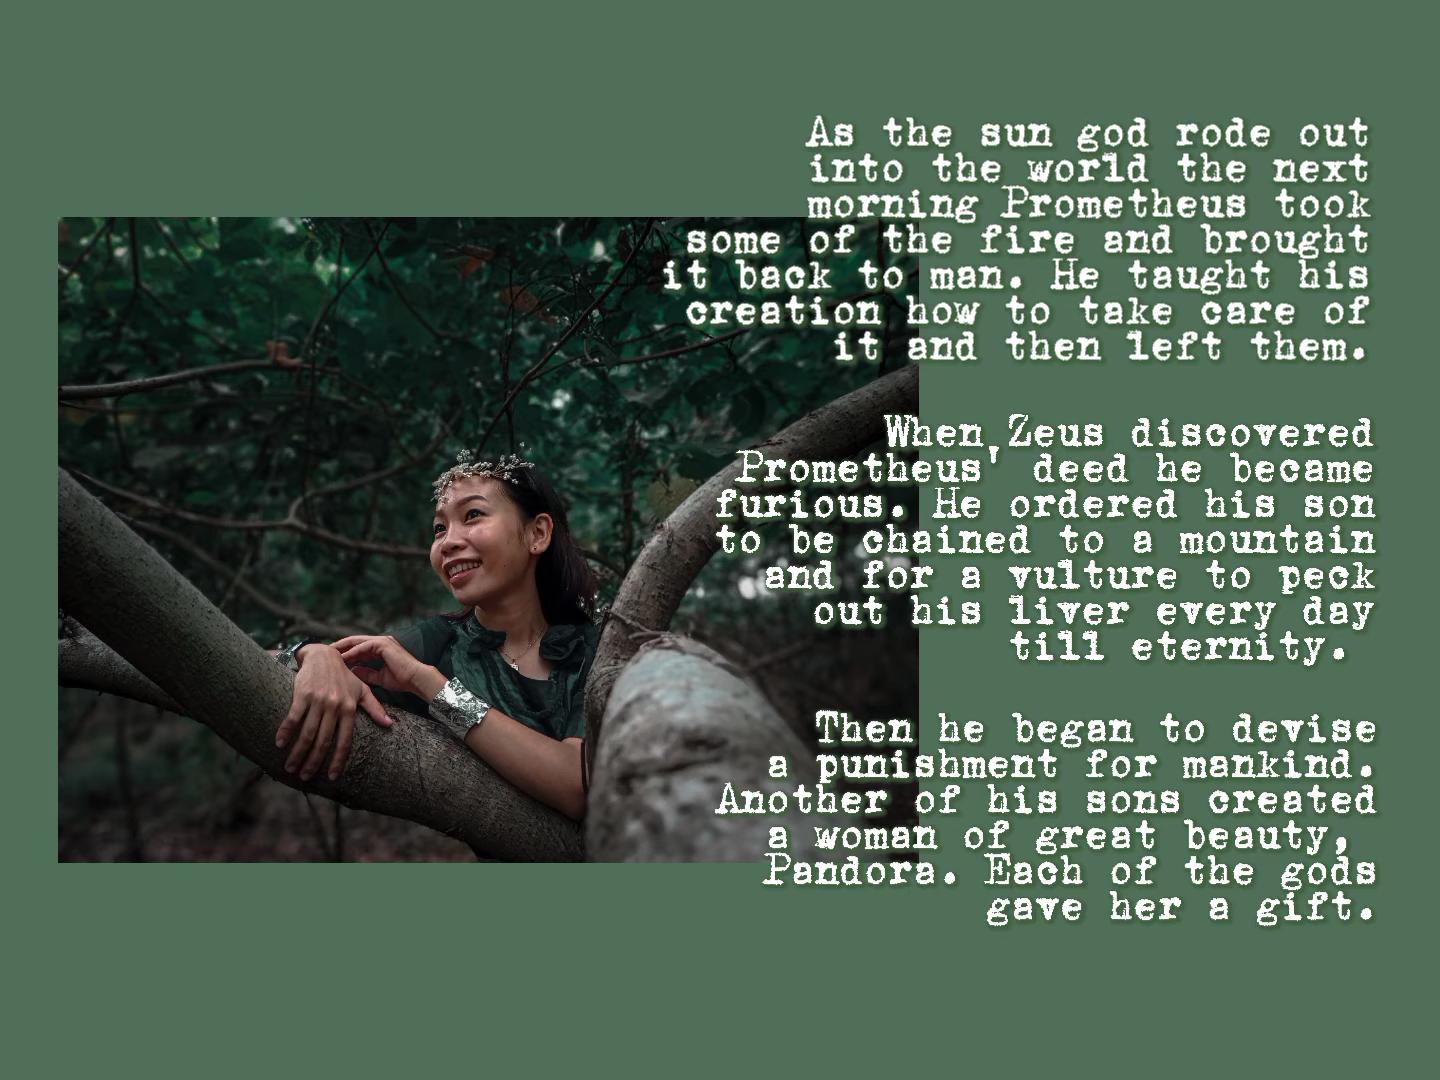 As the sun god rode out
into the world the next
morning Prometheus took
some of the fire and brought
it back to man. He taught his
creation how to take care of
it and then left them.
When Zeus discovered
Prometheus' deed he became
furious. He ordered his son
to be chained to a mountain
and for a vulture to peck
out his liver every day
till eternity.
Then he began to devise
a punishment for mankind.
Another of his sons created
a woman of great beauty,
Pandora. Each of the gods
gave her a gift.